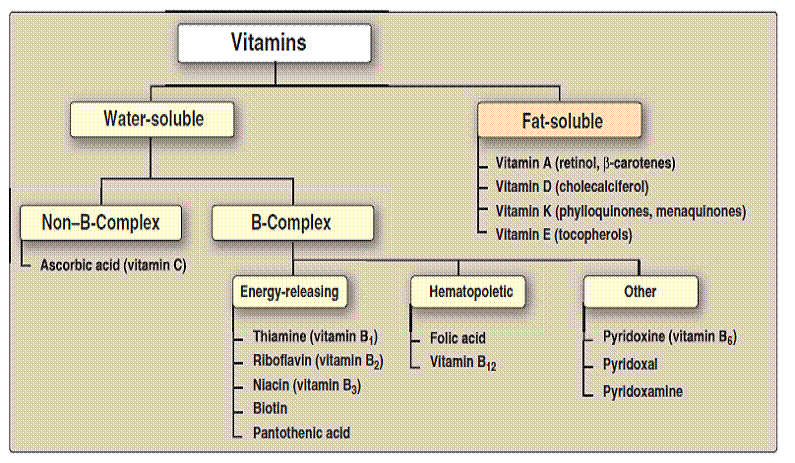 Vitamins
Water-soluble
Fat-soluble
Vitamin A (retinol, β-carotenes)
Vitamin D (cholecalciferol)
Vitamin K (phylloquinones, menaquinones)
Vitamin E (tocopherols)
Non–B-Complex
B-Complex
Ascorbic acid (vitamin C)
Energy-releasing
Hematopoletic
Other
Thiamine (vitamin B₁)
Riboflavin (vitamin B₂)
Niacin (vitamin B₃)
Biotin
Pantothenic acid
Folic acid
Vitamin B₁₂
Pyridoxine (vitamin B₆)
Pyridoxal
Pyridoxamine